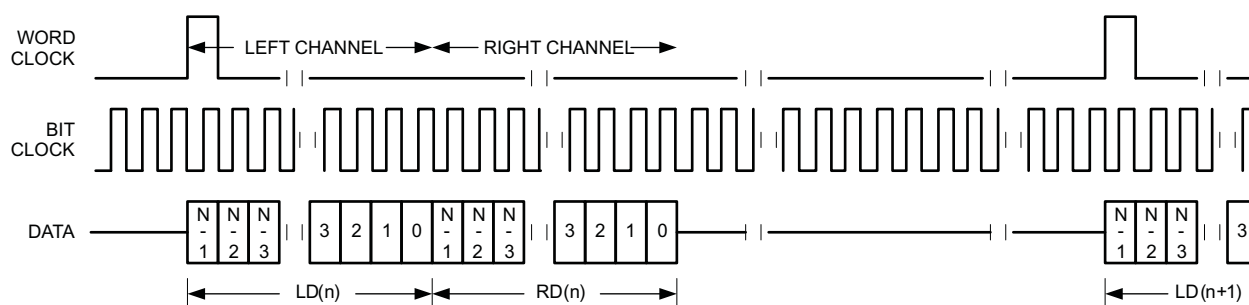 WORD
CLOCK
LEFT CHANNEL
RIGHT CHANNEL
BIT
CLOCK
DATA
N-1 N-2 N-3 3 2 1 0 N-1 N-2 N-3 3 2 1 0 N-1 N-2 N-3 3
LD(n) RD(n) LD(n+1)